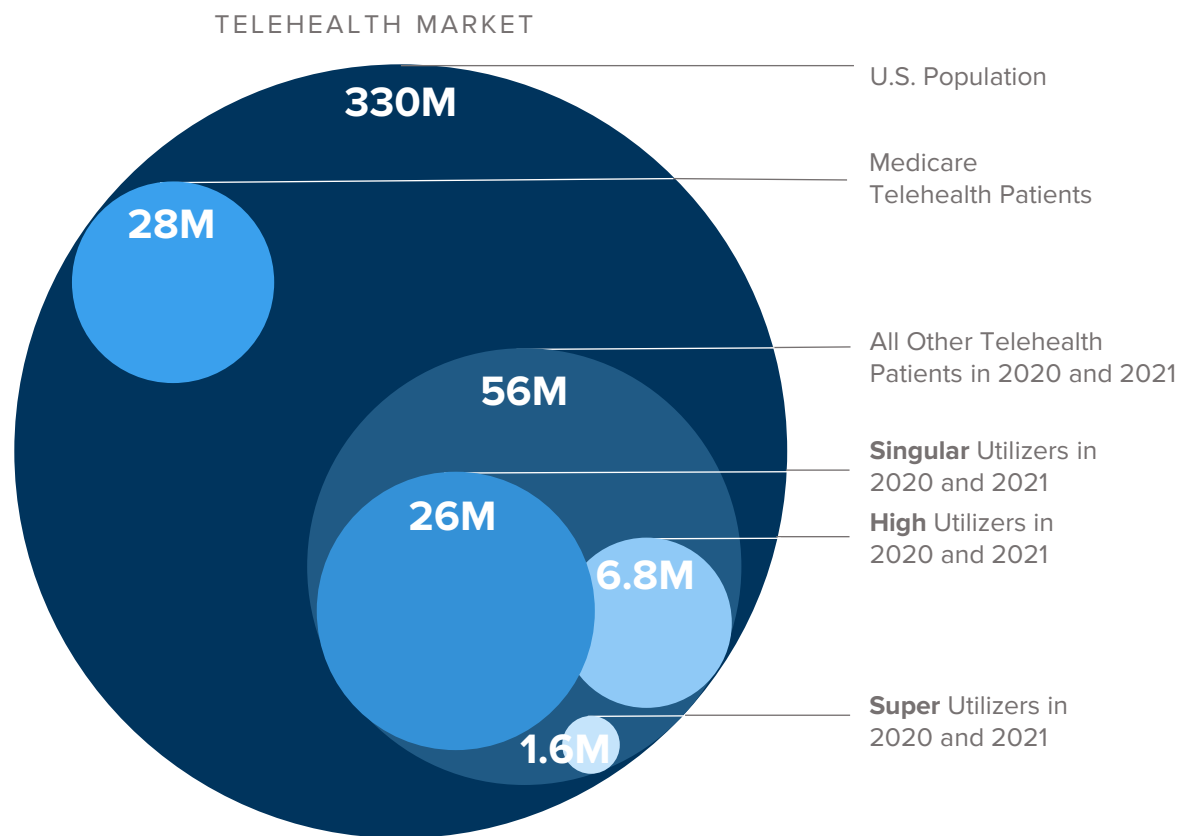 TELEHEALTH MARKET
330M
U.S. Population
Medicare
Telehealth Patients
28M
All Other Telehealth
Patients in 2020 and 2021
56M
Singular Utilizers in
2020 and 2021
26M
High Utilizers in
2020 and 2021
6.8M
Super Utilizers in
2020 and 2021
1.6M